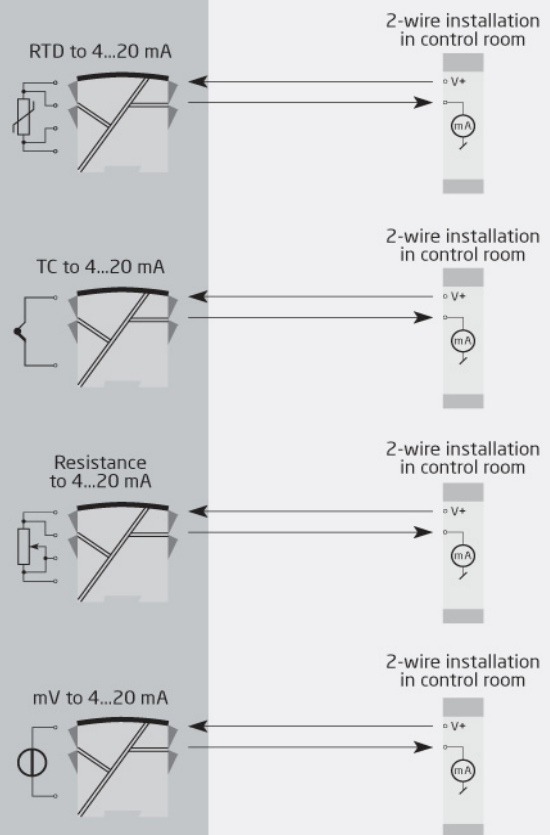 2-wire installation
in control room
RTD to 4...20 mA
V+
mA
2-wire installation
in control room
TC to 4...20 mA
V+
mA
2-wire installation
in control room
Resistance
to 4...20 mA
V+
mA
2-wire installation
in control room
mV to 4...20 mA
V+
mA